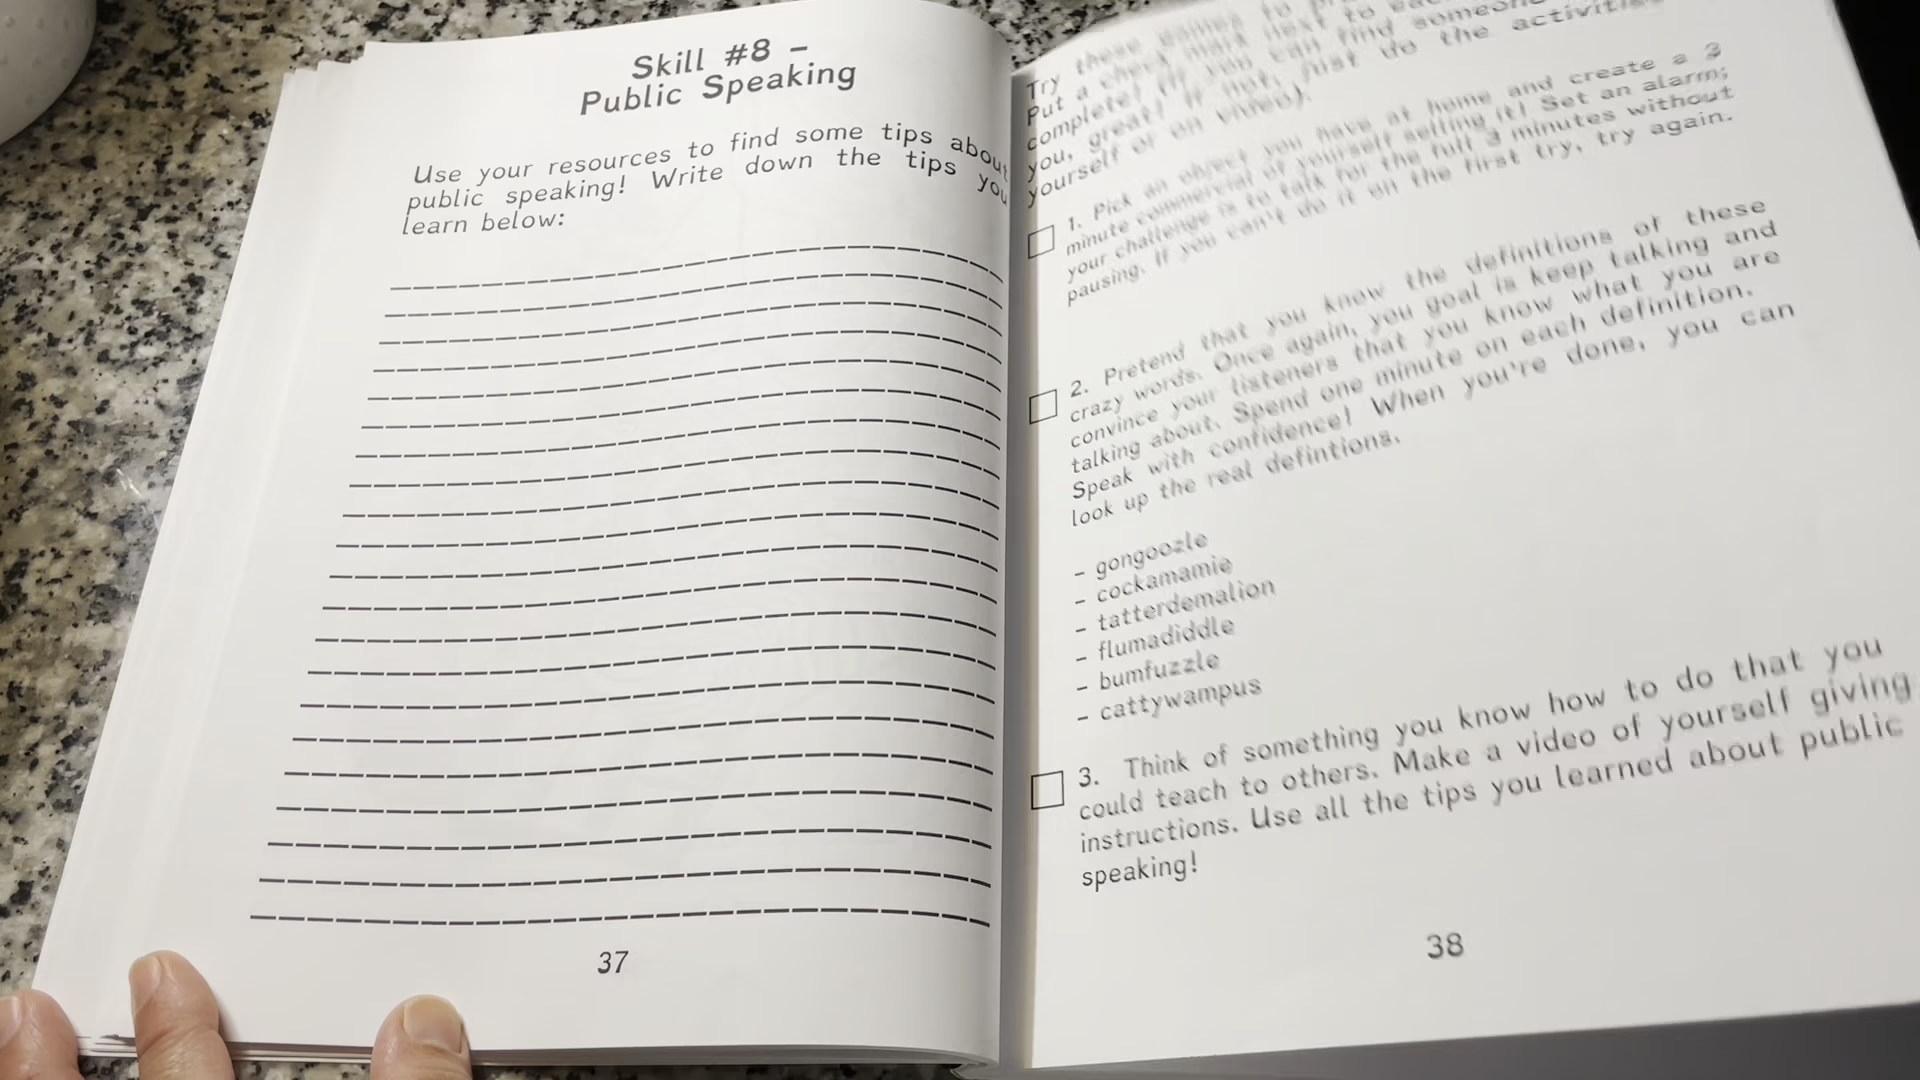 Skill #8 –
Public Speaking
Use your resources to find some tips about
public speaking! Write down the tips you
learn below:
37
Try these games to
Put a check mark next to
complete! (If you can find someone
you, great! If not, just do the activities
yourself or on video).
1. Pick an object you have at home and create a 3
minute commercial of yourself selling it! Set an alarm;
your challenge is to talk for the full 3 minutes without
pausing. If you can't do it on the first try, try again.
2. Pretend that you know the definitions of these
crazy words. Once again, you goal is keep talking and
convince your listeners that you know what you are
talking about. Spend one minute on each definition.
Speak with confidence! When you're done, you can
look up the real defintions.
- gongoozle
- cockamamie
- tatterdemalion
- flumadiddle
- bumfuzzle
- cattywampus
3. Think of something you know how to do that you
could teach to others. Make a video of yourself giving
instructions. Use all the tips you learned about public
speaking!
38